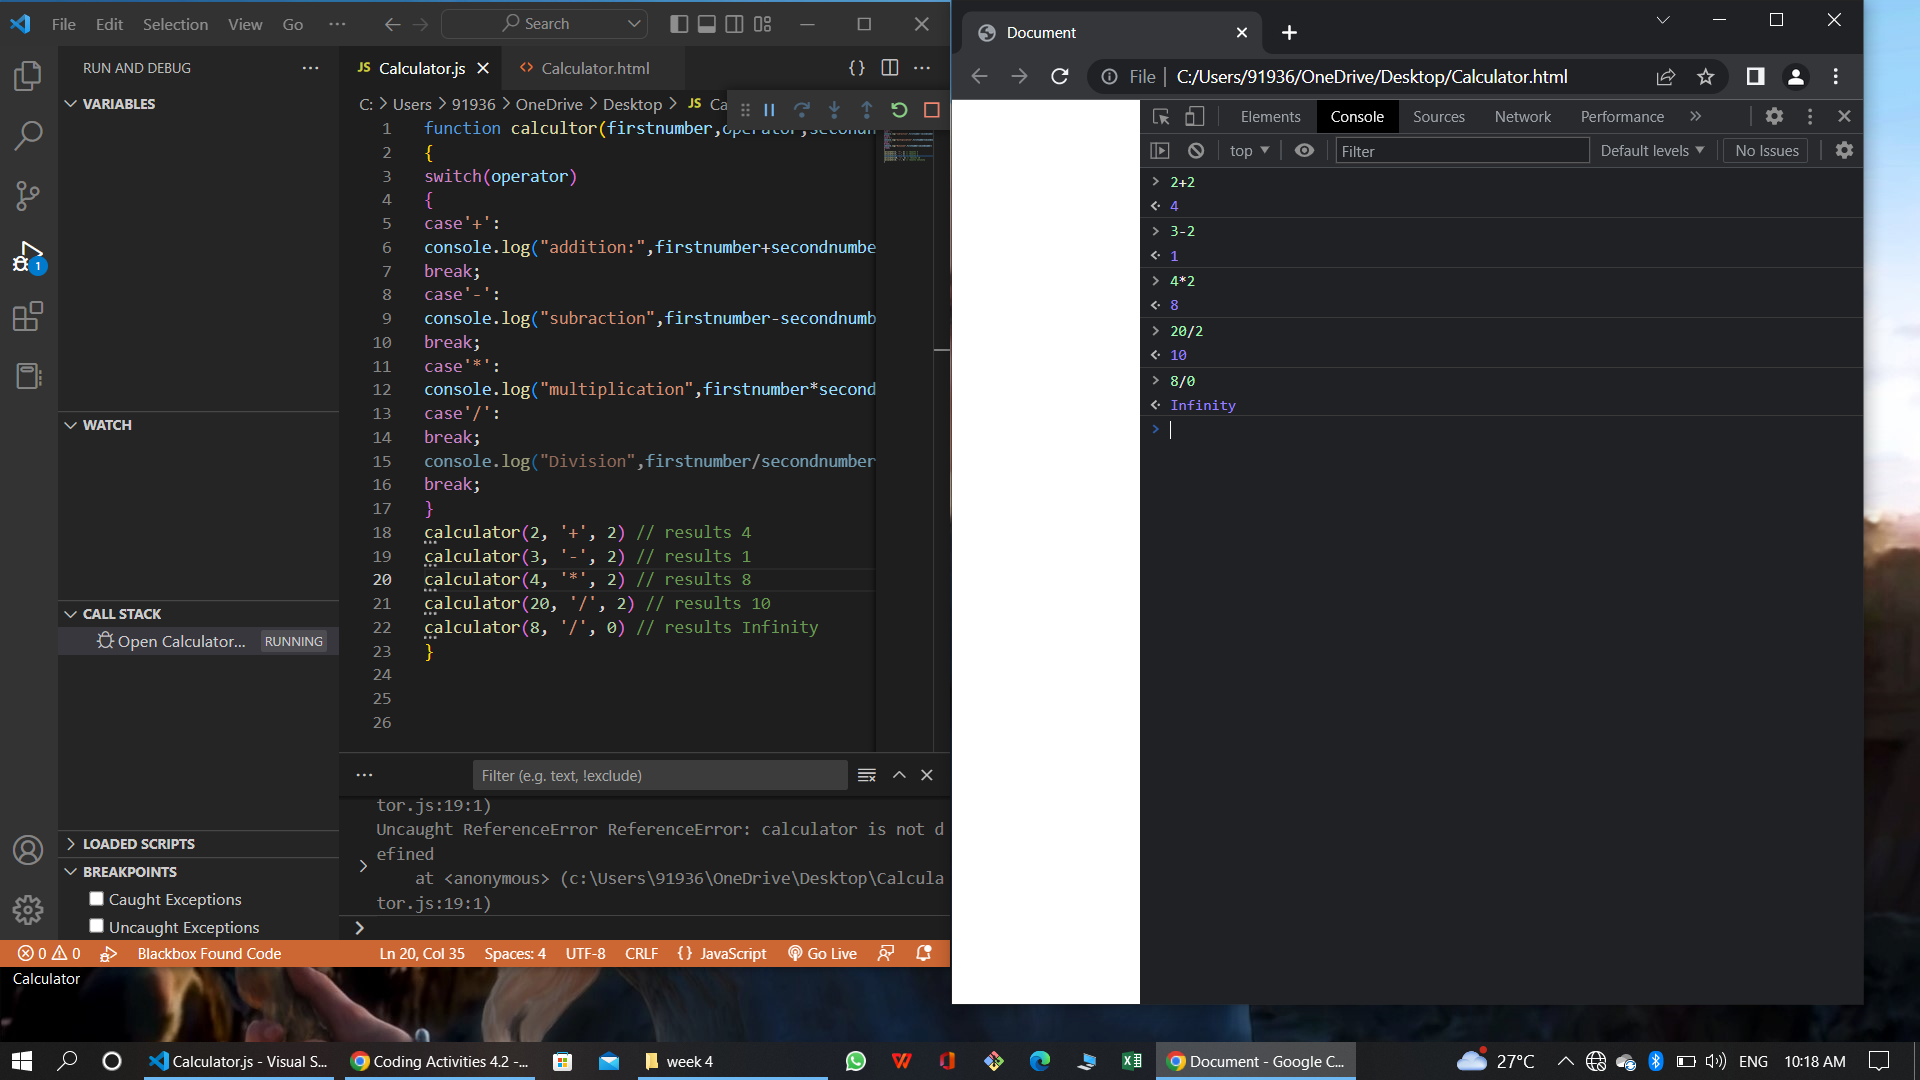 File Edit Selection View Go ··· Search
RUN AND DEBUG ···
VARIABLES
WATCH
CALL STACK
Open Calculator... RUNNING
LOADED SCRIPTS
BREAKPOINTS
Caught Exceptions
Uncaught Exceptions
JS Calculator.js Calculator.html {} ···
C: > Users > 91936 > OneDrive > Desktop > JS Ca
1 function calcultor(firstnumber,operator,secondn
2 {
3 switch(operator)
4 {
5 case'+':
6 console.log("addition:",firstnumber+secondnumbe
7 break;
8 case'-':
9 console.log("subraction",firstnumber-secondnumb
10 break;
11 case'*':
12 console.log("multiplication",firstnumber*second
13 case'/':
14 break;
15 console.log("Division",firstnumber/secondnumber
16 break;
17 }
18 calculator(2, '+', 2) // results 4
19 calculator(3, '-', 2) // results 1
20 calculator(4, '*', 2) // results 8
21 calculator(20, '/', 2) // results 10
22 calculator(8, '/', 0) // results Infinity
23 }
24
25
26
··· Filter (e.g. text, !exclude)
tor.js:19:1)
Uncaught ReferenceError ReferenceError: calculator is not d
efined
at <anonymous> (c:\Users\91936\OneDrive\Desktop\Calcula
tor.js:19:1)
>
0 0 Blackbox Found Code Ln 20, Col 35 Spaces: 4 UTF-8 CRLF {} JavaScript Go Live
Calculator
Document
File | C:/Users/91936/OneDrive/Desktop/Calculator.html
Elements Console Sources Network Performance »
top Filter Default levels No Issues
> 2+2
4
> 3-2
1
> 4*2
8
> 20/2
10
> 8/0
Infinity
>
Calculator.js - Visual S... Coding Activities 4.2 -... week 4 Document - Google C... 27°C ENG 10:18 AM